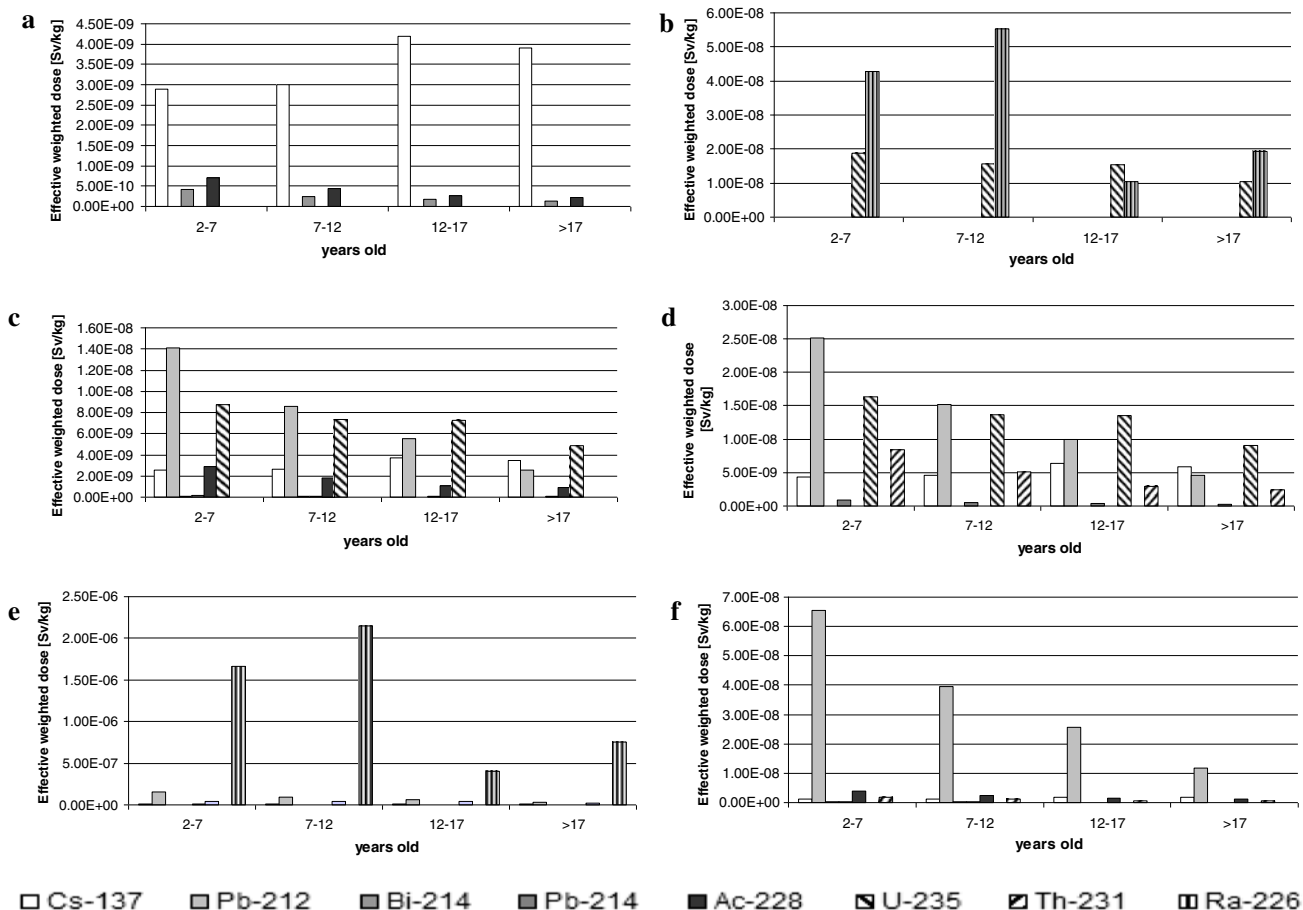 a
Effective weighted dose [Sv/kg]
4.50E-09
4.00E-09
3.50E-09
3.00E-09
2.50E-09
2.00E-09
1.50E-09
1.00E-09
5.00E-10
0.00E+00
2-7
7-12
12-17
>17
years old
b
Effective weighted dose [Sv/kg]
6.00E-08
5.00E-08
4.00E-08
3.00E-08
2.00E-08
1.00E-08
0.00E+00
2-7
7-12
12-17
>17
years old
c
Effective weighted dose [Sv/kg]
1.60E-08
1.40E-08
1.20E-08
1.00E-08
8.00E-09
6.00E-09
4.00E-09
2.00E-09
0.00E+00
2-7
7-12
12-17
>17
years old
d
Effective weighted dose
[Sv/kg]
3.00E-08
2.50E-08
2.00E-08
1.50E-08
1.00E-08
5.00E-09
0.00E+00
2-7
7-12
12-17
>17
years old
e
Effective weighted dose [Sv/kg]
2.50E-06
2.00E-06
1.50E-06
1.00E-06
5.00E-07
0.00E+00
2-7
7-12
12-17
>17
years old
f
Effective weighted dose [Sv/kg]
7.00E-08
6.00E-08
5.00E-08
4.00E-08
3.00E-08
2.00E-08
1.00E-08
0.00E+00
2-7
7-12
12-17
>17
years old
Cs-137 Pb-212 Bi-214 Pb-214 Ac-228 U-235 Th-231 Ra-226